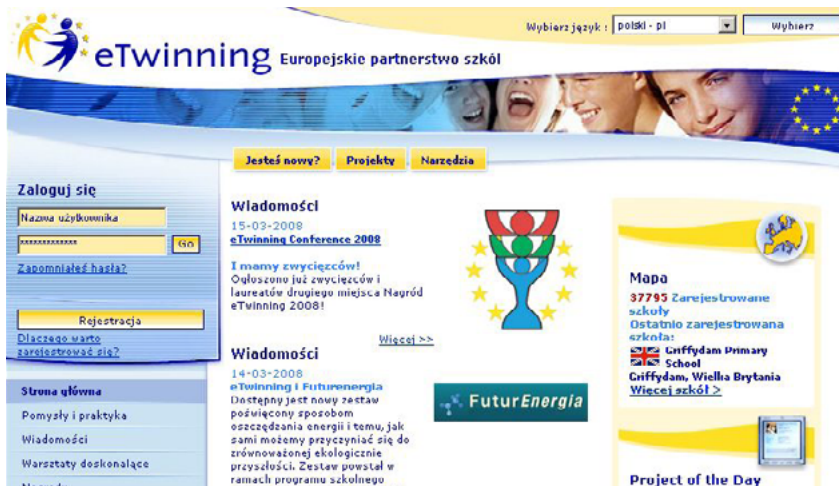 Wybierz język :
polski - pl
Wybierz
eTwinning
Europejskie partnerstwo szkół
Jesteś nowy?
Projekty
Narzędzia
Zaloguj się
Nazwa użytkownika
*************
Go
Zapomniałeś hasła?
Rejestracja
Dlaczego warto
zarejestrować się?
Strona główna
Pomysły i praktyka
Wiadomości
Warsztaty doskonalące
Wiadomości
15-03-2008
eTwinning Conference 2008
I mamy zwycięzców!
Ogłoszono już zwycięzców i
laureatów drugiego miejsca Nagród
eTwinning 2008!
Więcej >>
Wiadomości
14-03-2008
eTwinning i Futurenergia
Dostępny jest nowy zestaw
poświęcony sposobom
oszczędzania energii i temu, jak
sami możemy przyczyniać się do
zrównoważonej ekologicznie
przyszłości. Zestaw powstał w
ramach programu szkolnego
FuturEnergia
Mapa
37795 Zarejestrowane
szkoły
Ostatnio zarejestrowana
szkoła:
Griffydam Primary
School
Griffydam, Wielka Brytania
Więcej szkół >
Project of the Day